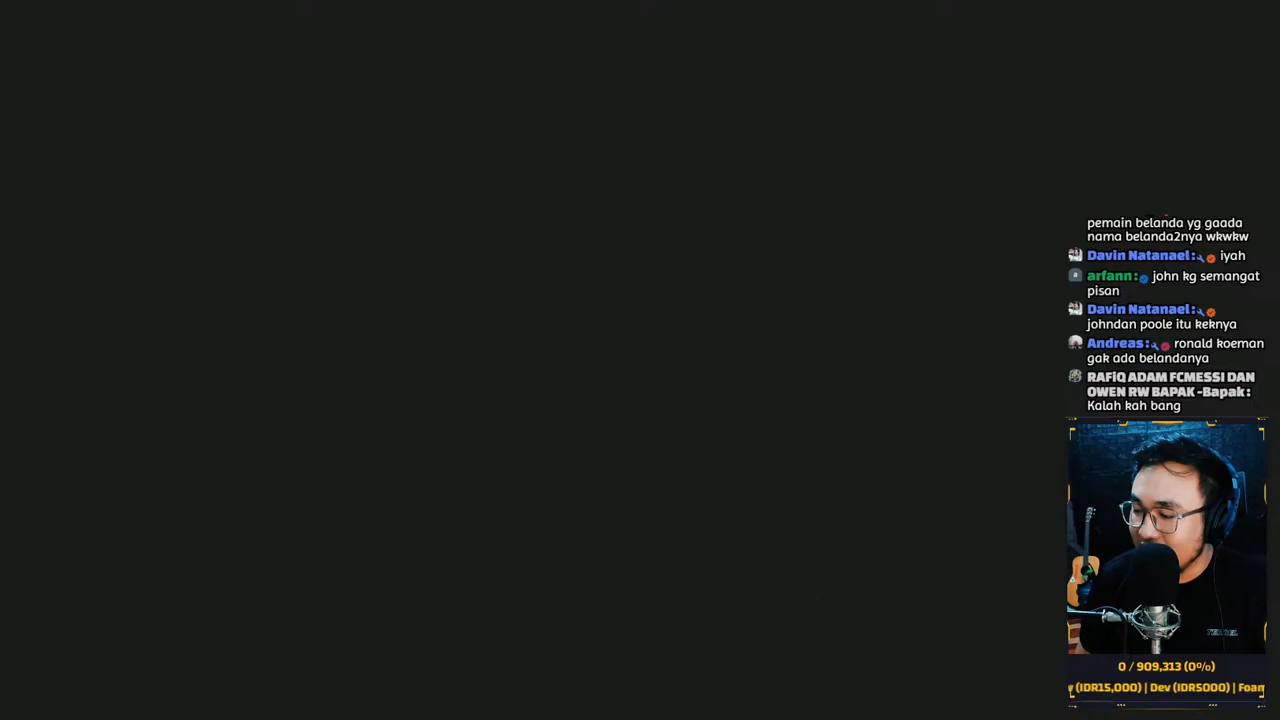 pemain belanda yg gaada
nama belanda2nya wkwkw
Davin Natanael: iyah
arfann: john kg semangat
pisan
Davin Natanael:
johndan poole itu keknya
Andreas: ronald koeman
gak ada belandanya
RAFiQ ADAM FCMESSI DAN
OWEN RW BAPAK -Bapak:
Kalah kah bang
0 / 909,313 (0%)
(IDR15,000) | Dev (IDR5000) | Foan